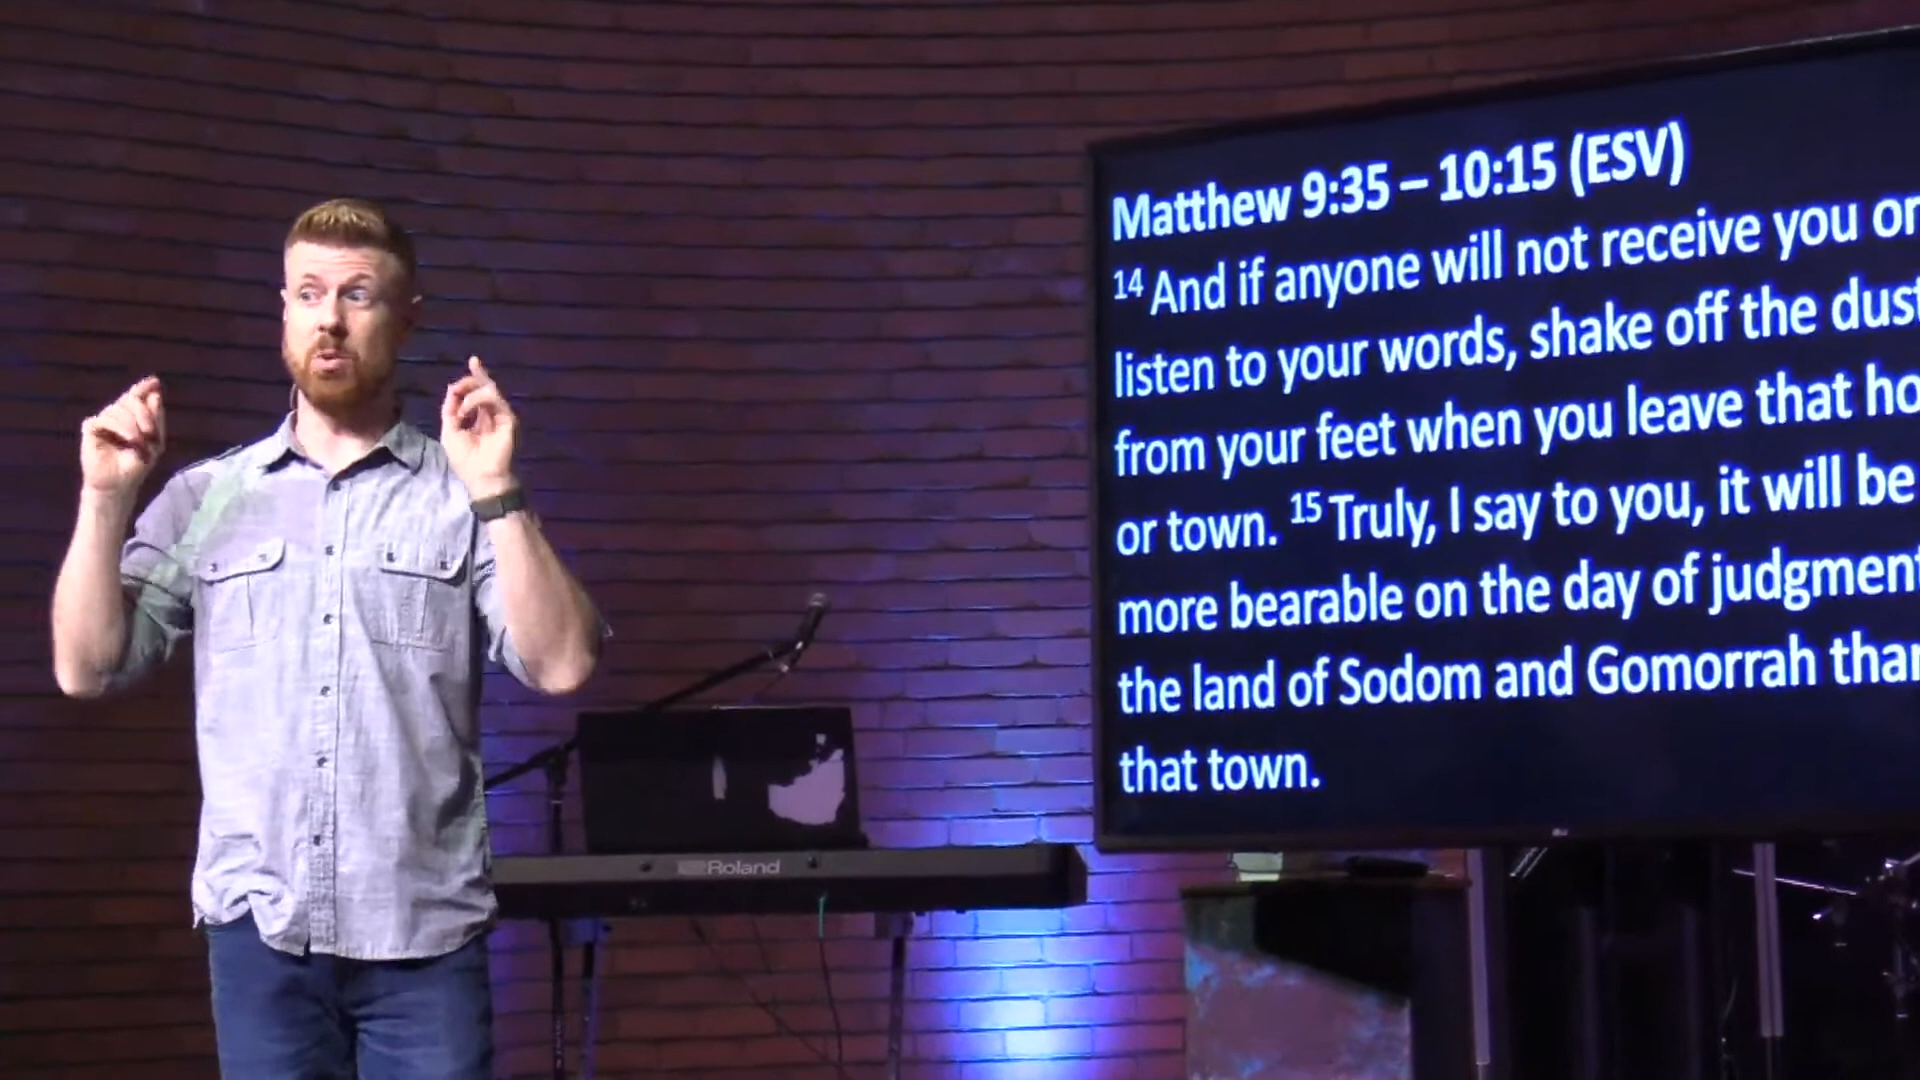 Matthew 9:35 – 10:15 (ESV)
14 And if anyone will not receive you or
listen to your words, shake off the dust
from your feet when you leave that
or town. 15 Truly, I say to you, it will be
more bearable on the day of judgment
the land of Sodom and Gomorrah than
that town.
Roland